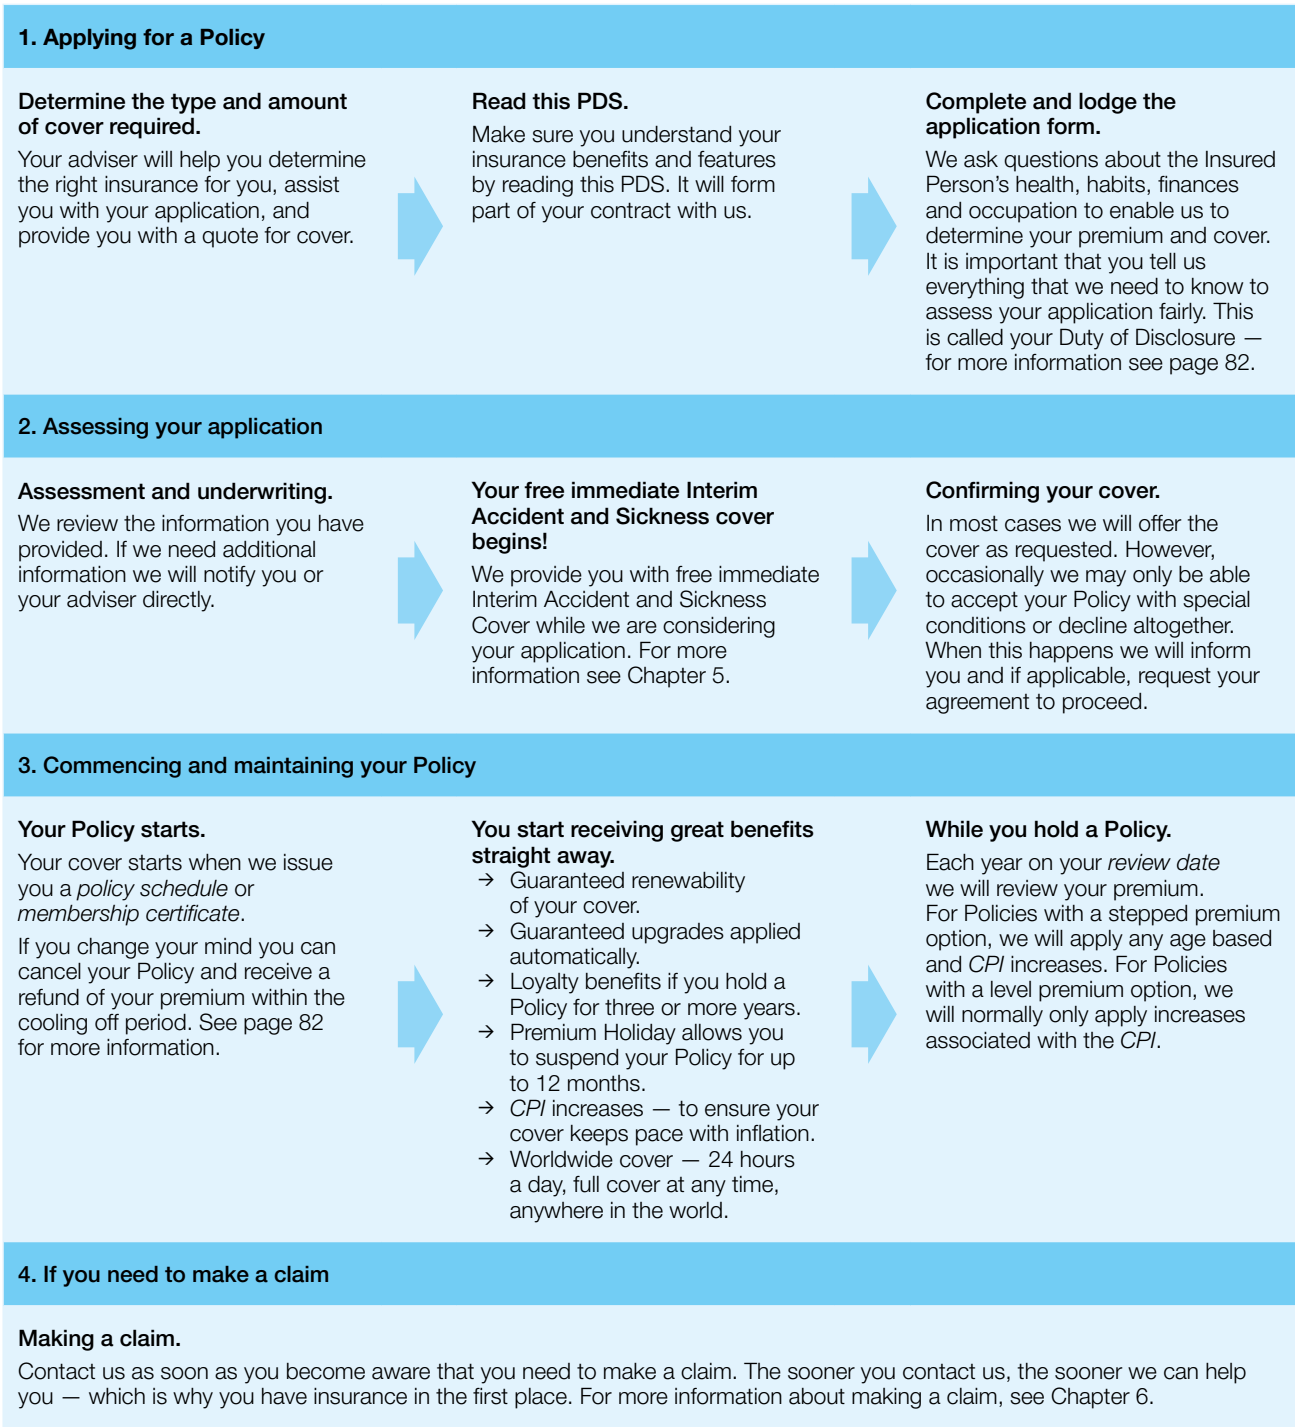 1. Applying for a Policy
Determine the type and amount
of cover required.
Your adviser will help you determine
the right insurance for you, assist
you with your application, and
provide you with a quote for cover.
Read this PDS.
Make sure you understand your
insurance benefits and features
by reading this PDS. It will form
part of your contract with us.
Complete and lodge the
application form.
We ask questions about the Insured
Person’s health, habits, finances
and occupation to enable us to
determine your premium and cover.
It is important that you tell us
everything that we need to know to
assess your application fairly. This
is called your Duty of Disclosure —
for more information see page 82.
2. Assessing your application
Assessment and underwriting.
We review the information you have
provided. If we need additional
information we will notify you or
your adviser directly.
Your free immediate Interim
Accident and Sickness cover
begins!
We provide you with free immediate
Interim Accident and Sickness
Cover while we are considering
your application. For more
information see Chapter 5.
Confirming your cover.
In most cases we will offer the
cover as requested. However,
occasionally we may only be able
to accept your Policy with special
conditions or decline altogether.
When this happens we will inform
you and if applicable, request your
agreement to proceed.
3. Commencing and maintaining your Policy
Your Policy starts.
Your cover starts when we issue
you a policy schedule or
membership certificate.
If you change your mind you can
cancel your Policy and receive a
refund of your premium within the
cooling off period. See page 82
for more information.
You start receiving great benefits
straight away.
→ Guaranteed renewability
of your cover.
→ Guaranteed upgrades applied
automatically.
→ Loyalty benefits if you hold a
Policy for three or more years.
→ Premium Holiday allows you
to suspend your Policy for up
to 12 months.
→ CPI increases — to ensure your
cover keeps pace with inflation.
→ Worldwide cover — 24 hours
a day, full cover at any time,
anywhere in the world.
While you hold a Policy.
Each year on your review date
we will review your premium.
For Policies with a stepped premium
option, we will apply any age based
and CPI increases. For Policies
with a level premium option, we
will normally only apply increases
associated with the CPI.
4. If you need to make a claim
Making a claim.
Contact us as soon as you become aware that you need to make a claim. The sooner you contact us, the sooner we can help
you — which is why you have insurance in the first place. For more information about making a claim, see Chapter 6.